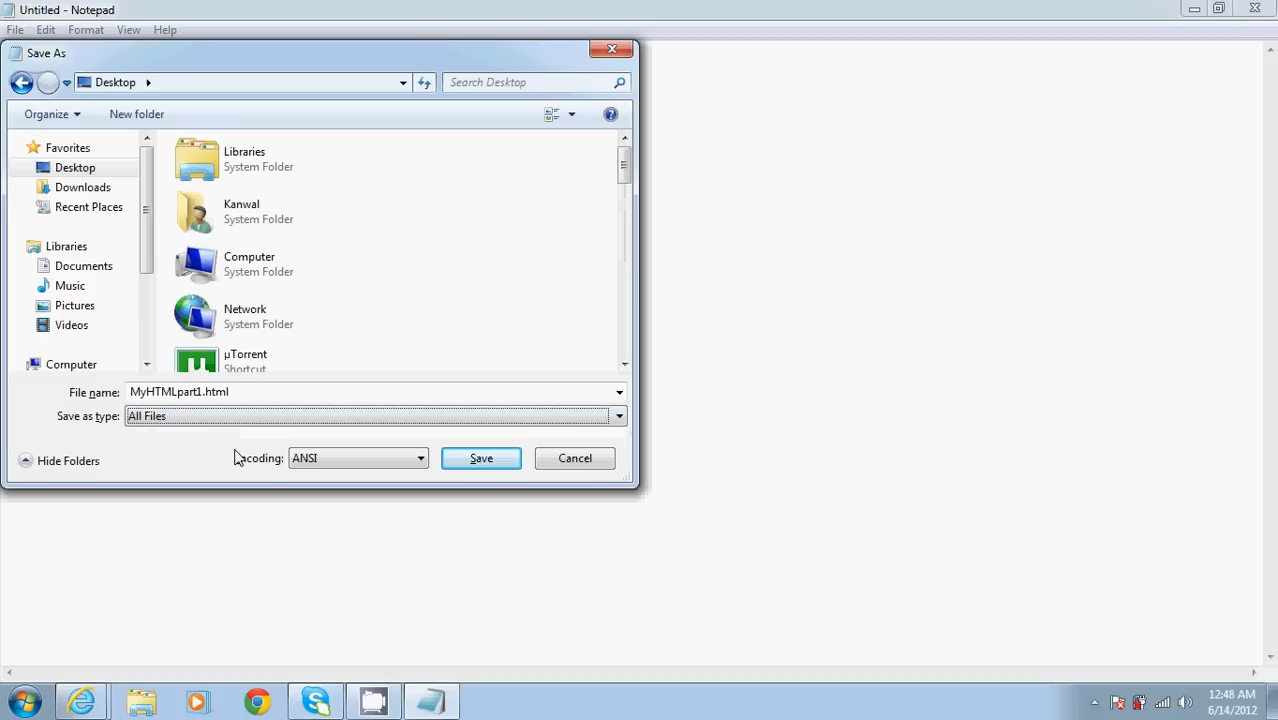 Untitled - Notepad
File Edit Format View Help
Save As
Desktop
Search Desktop
Organize New folder
Favorites
Desktop
Downloads
Recent Places
Libraries
Documents
Music
Pictures
Videos
Computer
Libraries
System Folder
Kanwal
System Folder
Computer
System Folder
Network
System Folder
µTorrent
Shortcut
File name: MyHTMLpart1.html
Save as type: All Files
Hide Folders
ANSI
Save
Cancel
12:48 AM
6/14/2012